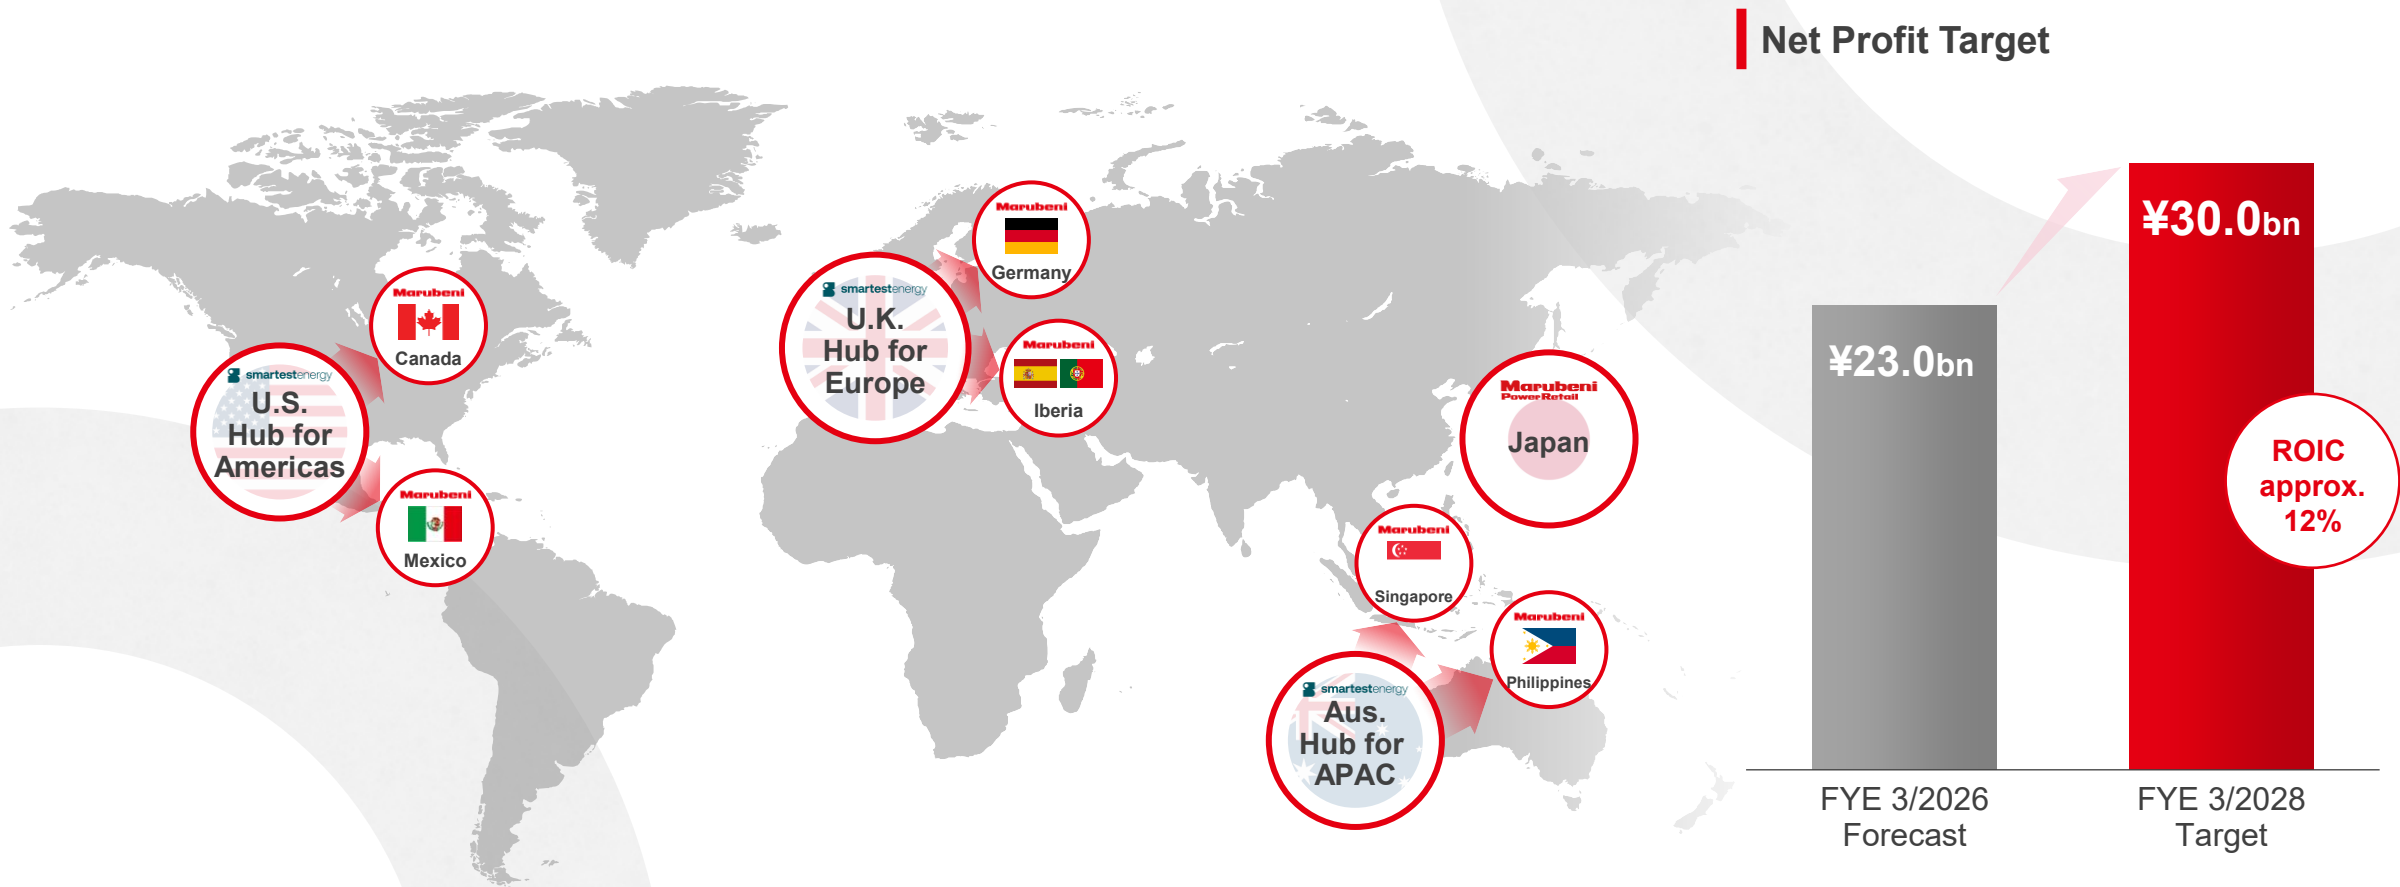 Net Profit Target
Marubeni
Canada
smartestenergy
U.S.
Hub for
Americas
Marubeni
Mexico
smartestenergy
U.K.
Hub for
Europe
Marubeni
Germany
Marubeni
Iberia
Marubeni
Power Retail
Japan
Marubeni
Singapore
Marubeni
Philippines
smartestenergy
Aus.
Hub for
APAC
¥23.0bn
¥30.0bn
ROIC
approx.
12%
FYE 3/2026
Forecast
FYE 3/2028
Target